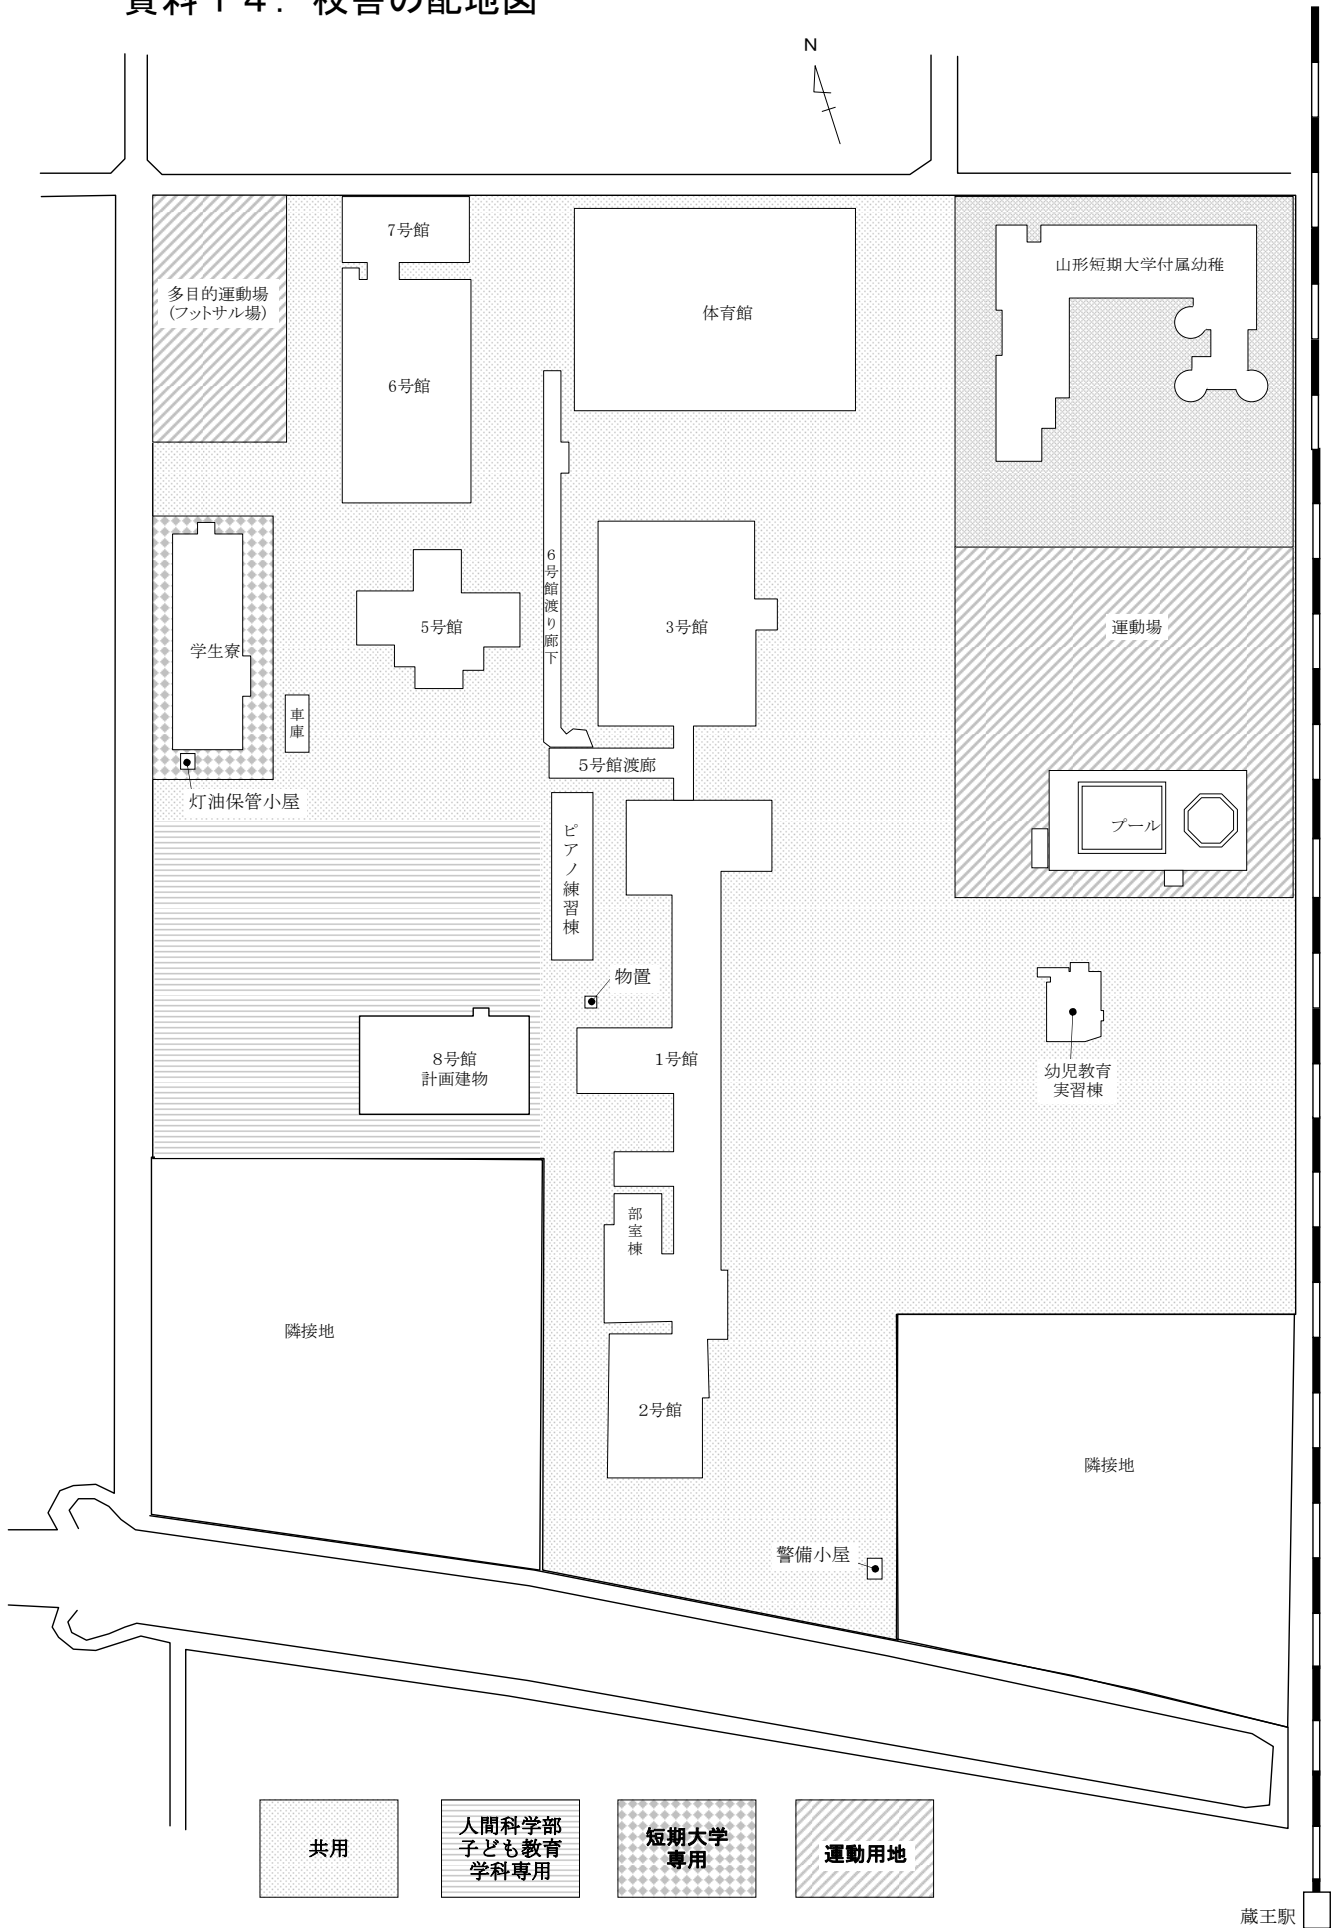 資料14．校舎の配地図
N
7号館
山形短期大学付属幼稚
多目的運動場
(フットサル場)
体育館
6号館
6号館渡り廊下
5号館
3号館
運動場
学生寮
車庫
5号館渡廊
灯油保管小屋
プール
ピアノ練習棟
物置
8号館
計画建物
1号館
幼児教育
実習棟
部室棟
隣接地
2号館
隣接地
警備小屋
共用
人間科学部
子ども教育
学科専用
短期大学
専用
運動用地
蔵王駅